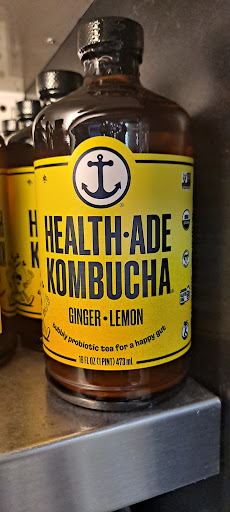 HEALTH·ADE
KOMBUCHA
GINGER·LEMON
bubbly probiotic tea for a happy gut
16 FL OZ (1 PINT) 473 mL
H
K